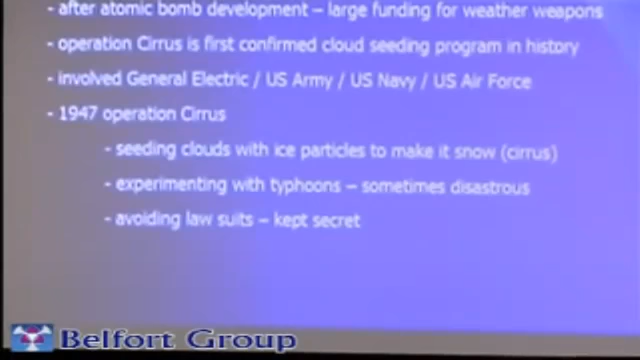 - after atomic bomb development – large funding for weather weapons
- operation Cirrus is first confirmed cloud seeding program in history
- involved General Electric / US Army / US Navy / US Air Force
- 1947 operation Cirrus
- seeding clouds with ice particles to make it snow (cirrus)
- experimenting with typhoons – sometimes disastrous
- avoiding law suits – kept secret
Belfort Group